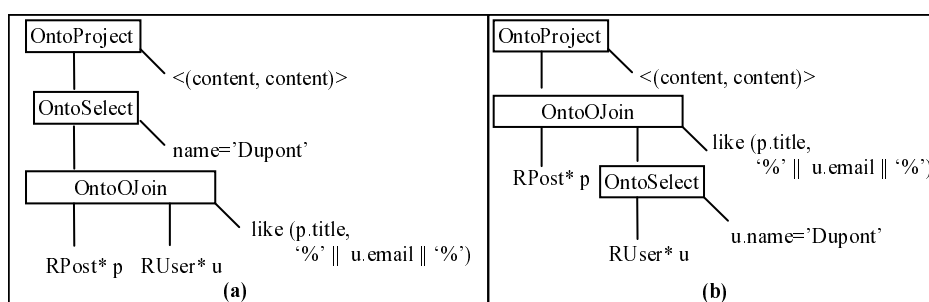 OntoProject
<(content, content)>
OntoSelect
name='Dupont'
OntoOJoin
like (p.title,
‘%’ || u.email || ‘%’)
RPost* p
RUser* u
(a)
OntoProject
<(content, content)>
OntoOJoin
like (p.title,
‘%’ || u.email || ‘%’)
RPost* p
OntoSelect
u.name='Dupont'
RUser* u
(b)